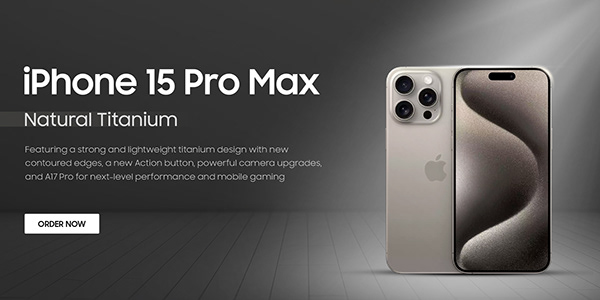 iPhone 15 Pro Max
Natural Titanium
Featuring a strong and lightweight titanium design with new
contoured edges, a new Action button, powerful camera upgrades,
and A17 Pro for next-level performance and mobile gaming
ORDER NOW